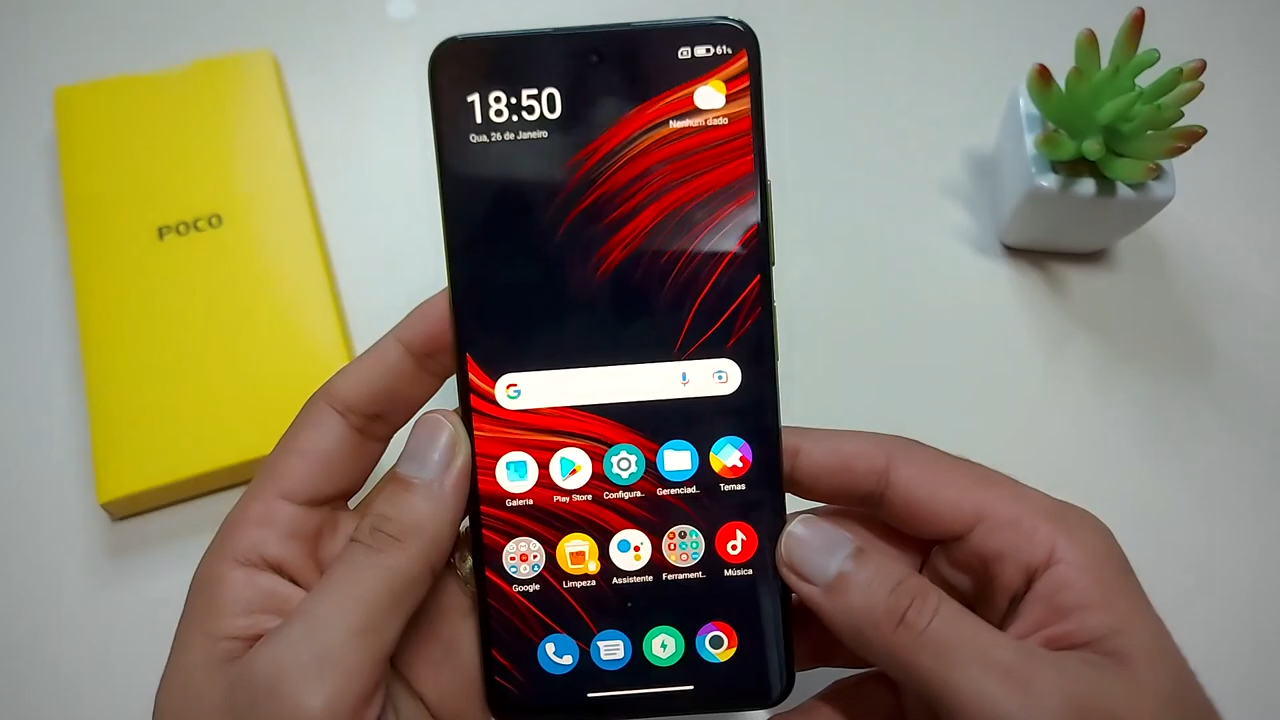 POCO
61%
18:50
Qua, 26 de Janeiro
Nenhum dado
G
Galeria
Play Store
Configura..
Gerenciad..
Temas
Google
Limpeza
Assistente
Ferrament..
Música